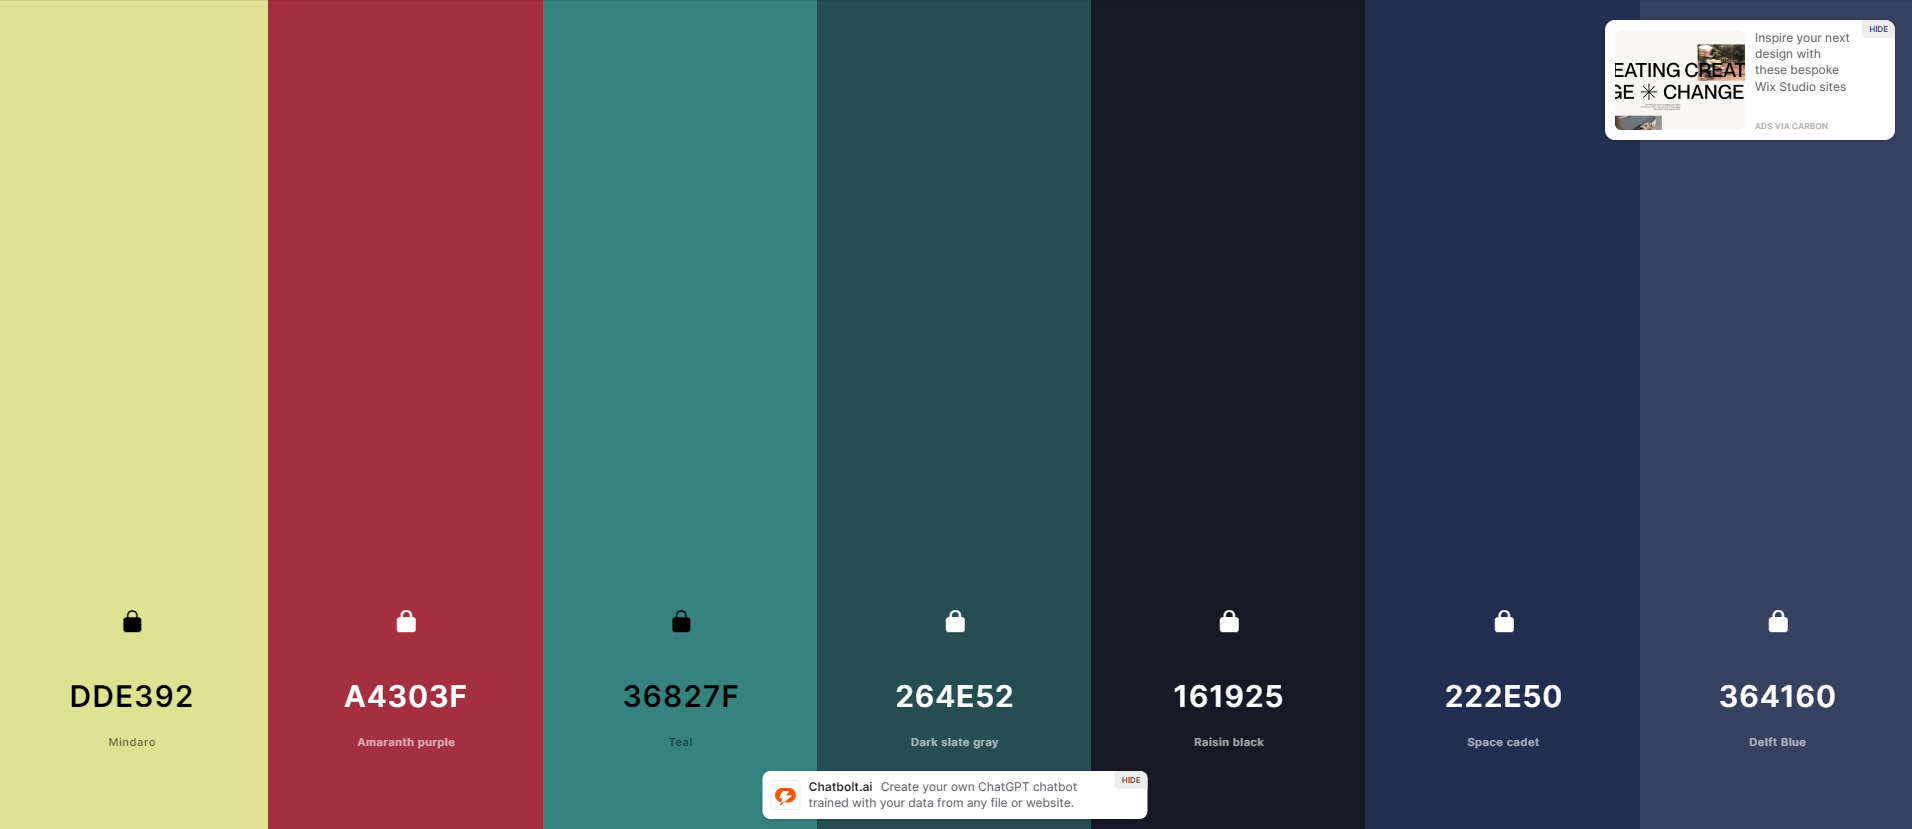 HIDE
Inspire your next
design with
these bespoke
Wix Studio sites
ADS VIA CARBON
EATING CREAT
GE ✳ CHANGE
DDE392
Mindaro
A4303F
Amaranth purple
36827F
Teal
264E52
Dark slate gray
161925
Raisin black
222E50
Space cadet
364160
Delft Blue
HIDE
Chatbolt.ai Create your own ChatGPT chatbot
trained with your data from any file or website.